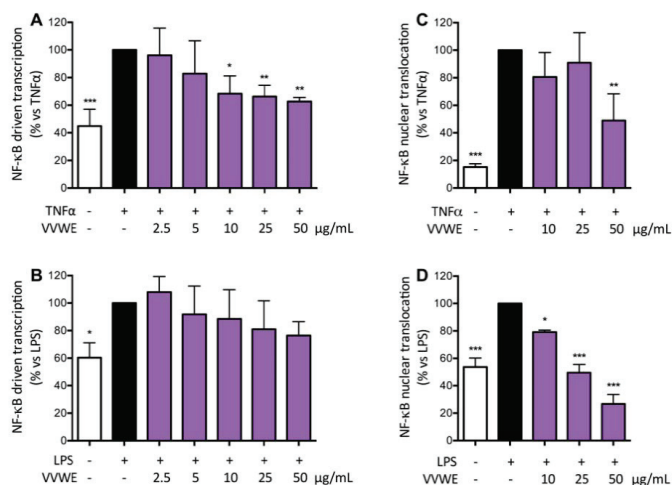 A
NF-κB driven transcription
(% vs TNFα)
120
100
80
60
40
20
0
***
*
**
**
TNFα - + + + + + +
VVWE - - 2.5 5 10 25 50 μg/mL
C
NF-κB nuclear translocation
(% vs TNFα)
120
100
80
60
40
20
0
***
**
TNFα - + + + +
VVWE - - 10 25 50 μg/mL
B
NF-κB driven transcription
(% vs LPS)
120
100
80
60
40
20
0
*
LPS - + + + + + +
VVWE - - 2.5 5 10 25 50 μg/mL
D
NF-κB nuclear translocation
(% vs LPS)
120
100
80
60
40
20
0
***
*
***
***
LPS - + + + +
VVWE - - 10 25 50 μg/mL